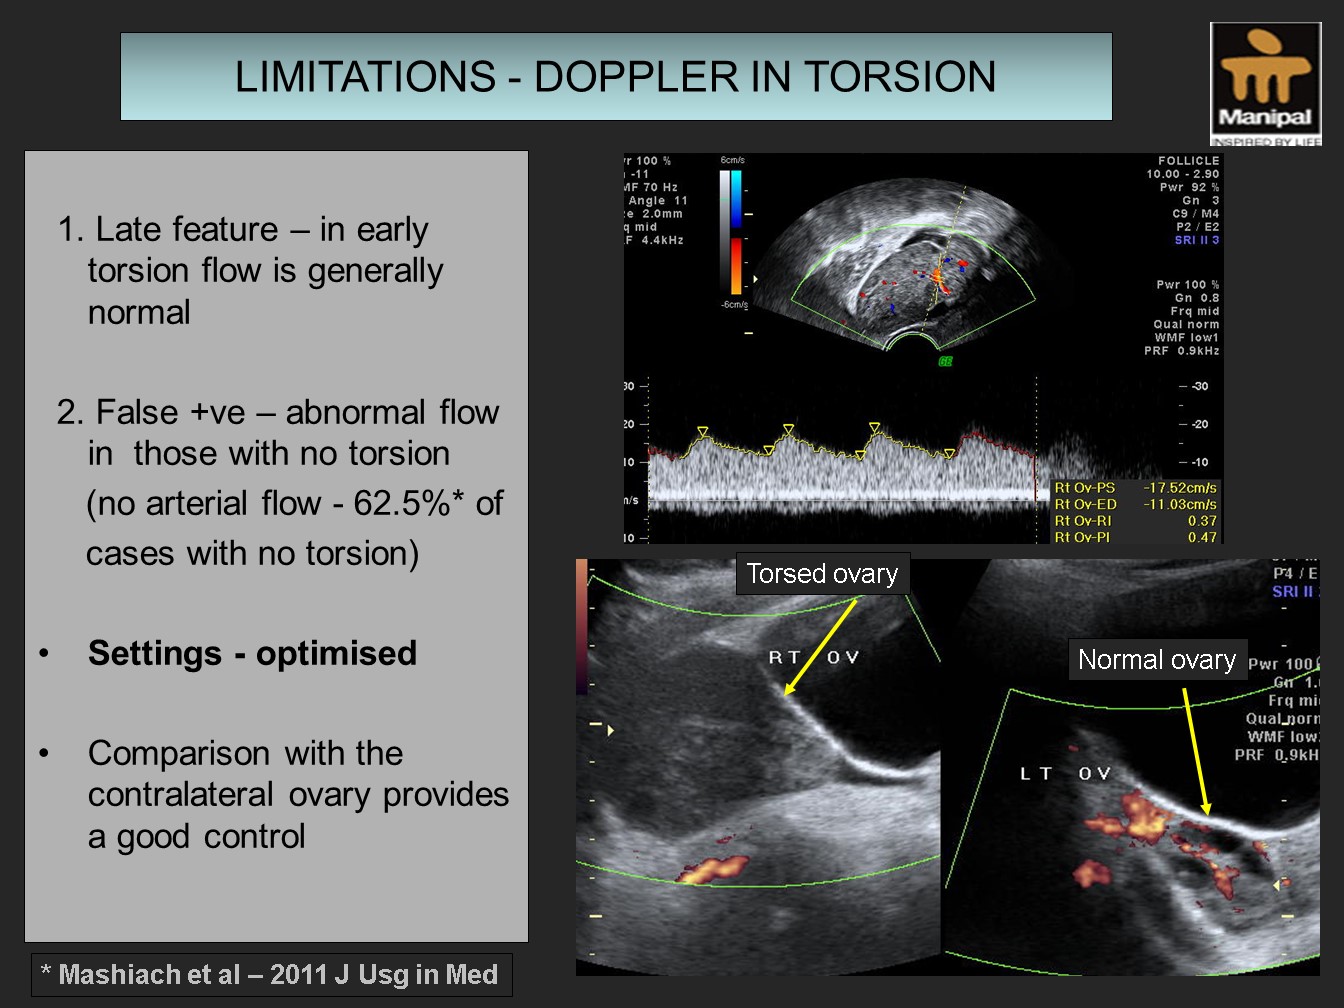 LIMITATIONS - DOPPLER IN TORSION
Manipal
INSPIRED BY LIFE
1. Late feature – in early
torsion flow is generally
normal
2. False +ve – abnormal flow
in those with no torsion
(no arterial flow - 62.5%* of
cases with no torsion)
• Settings - optimised
• Comparison with the
contralateral ovary provides
a good control
* Mashiach et al – 2011 J Usg in Med
vr 100 %
-11
MF 70 Hz
Angle 11
ze 2.0mm
q mid
F 4.4kHz
6cm/s
-6cm/s
FOLLICLE
10.00 - 2.90
Pwr 92 %
Gn 3
C9 / M4
P2 / E2
SRI II 3
Pwr 100 %
Gn 0.8
Frq mid
Qual norm
WMF low1
PRF 0.9kHz
GE
30
20
10
/s
10
-30
-20
-10
Rt Ov-PS -17.52cm/s
Rt Ov-ED -11.03cm/s
Rt Ov-RI 0.37
Rt Ov-PI 0.47
Torsed ovary
RT OV
Normal ovary
LT OV
P4 / E
SRI II
Pwr 100
Gn 1.
Frq mi
Qual norn
WMF low
PRF 0.9kH